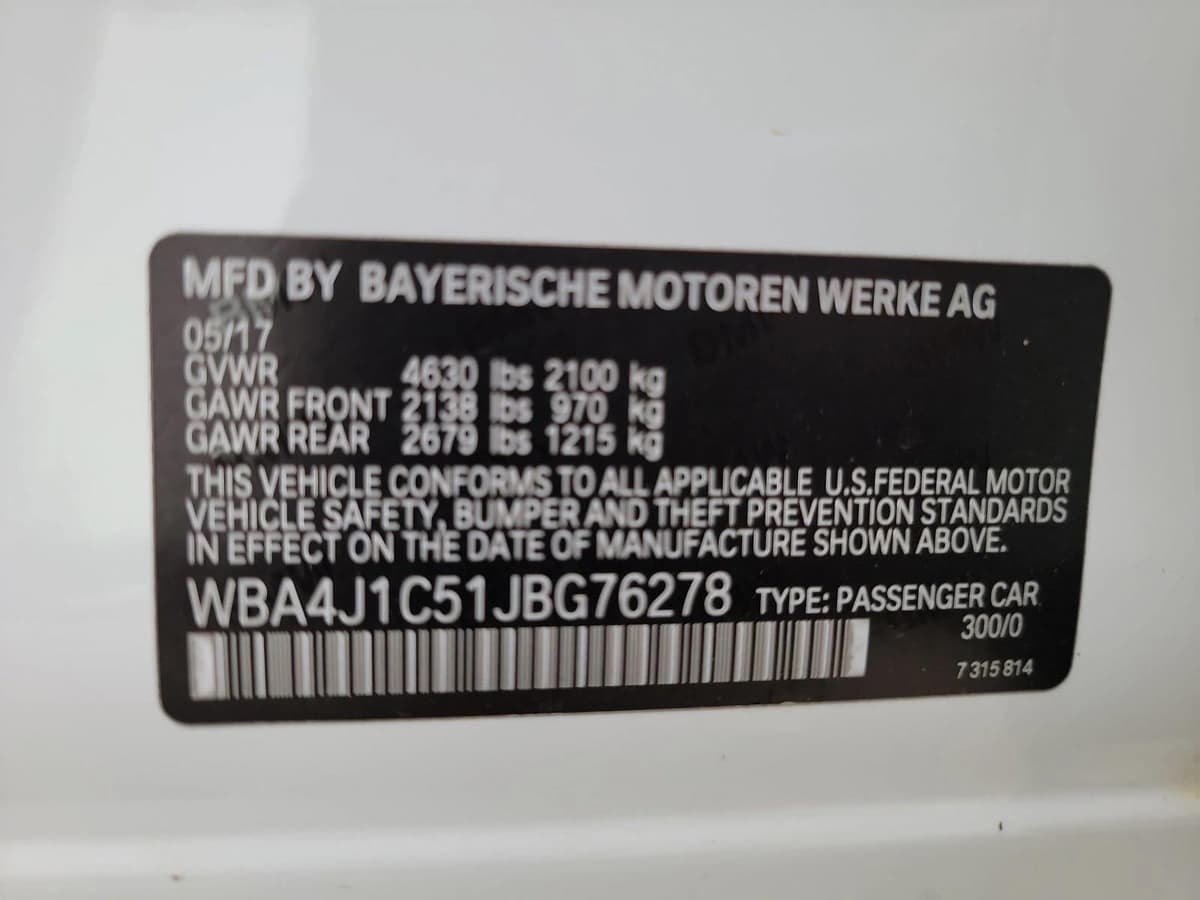 MFD BY BAYERISCHE MOTOREN WERKE AG
05/17
GVWR 4630 lbs 2100 kg
GAWR FRONT 2138 lbs 970 kg
GAWR REAR 2679 lbs 1215 kg
THIS VEHICLE CONFORMS TO ALL APPLICABLE U.S.FEDERAL MOTOR
VEHICLE SAFETY, BUMPER AND THEFT PREVENTION STANDARDS
IN EFFECT ON THE DATE OF MANUFACTURE SHOWN ABOVE.
WBA4J1C51JBG76278 TYPE: PASSENGER CAR
300/0
7315814